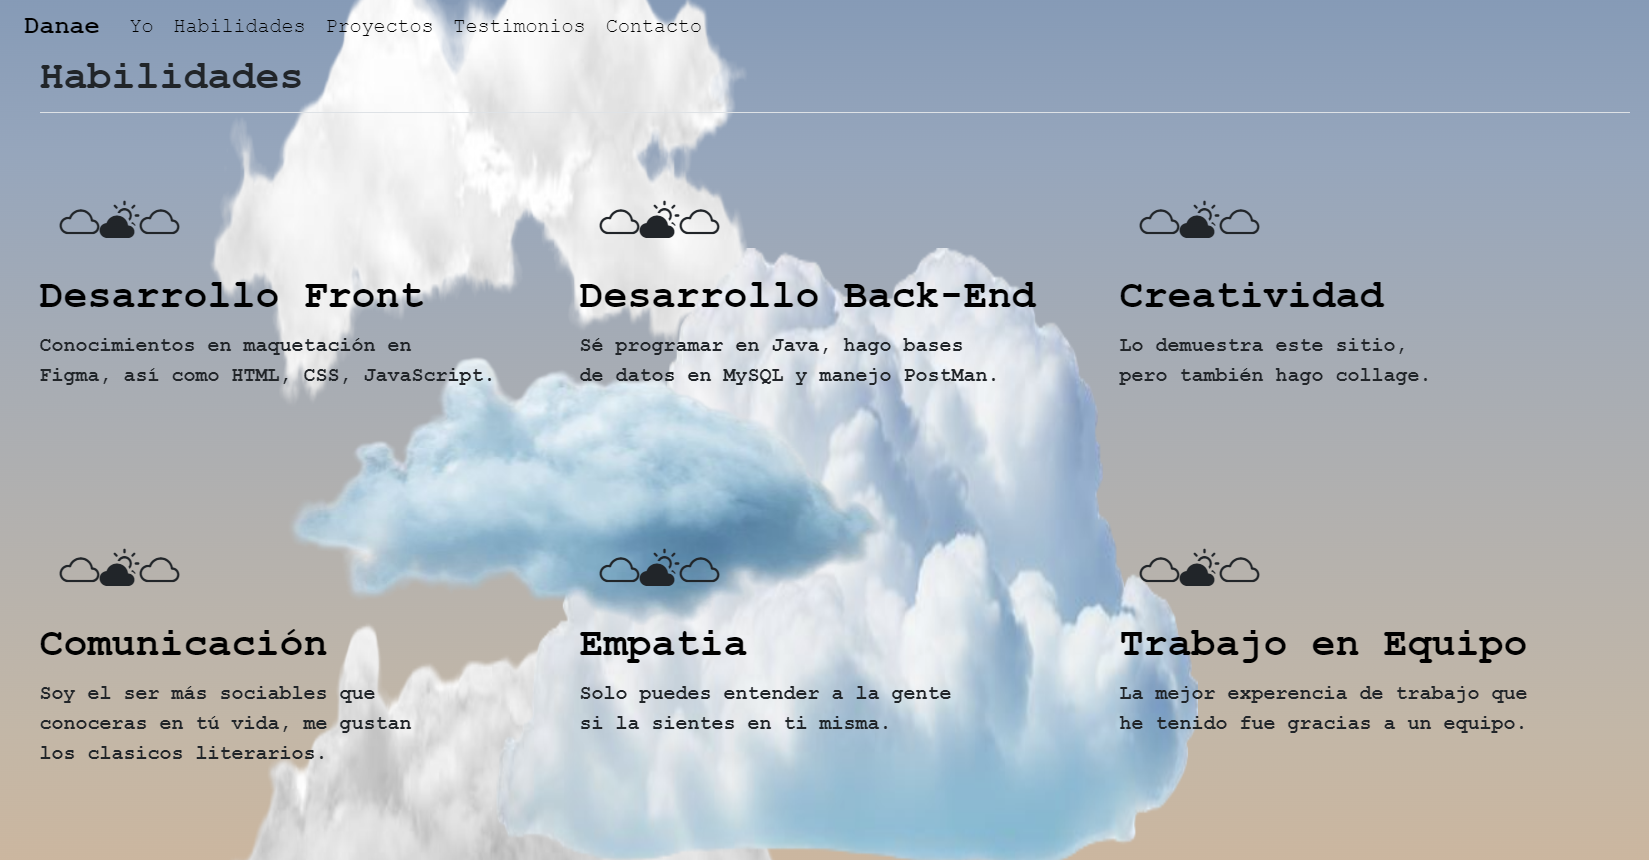 Danae Yo Habilidades Proyectos Testimonios Contacto
Habilidades
Desarrollo Front
Conocimientos en maquetación en
Figma, así como HTML, CSS, JavaScript.
Desarrollo Back-End
Sé programar en Java, hago bases
de datos en MySQL y manejo PostMan.
Creatividad
Lo demuestra este sitio,
pero también hago collage.
Comunicación
Soy el ser más sociables que
conoceras en tú vida, me gustan
los clasicos literarios.
Empatia
Solo puedes entender a la gente
si la sientes en ti misma.
Trabajo en Equipo
La mejor experencia de trabajo que
he tenido fue gracias a un equipo.